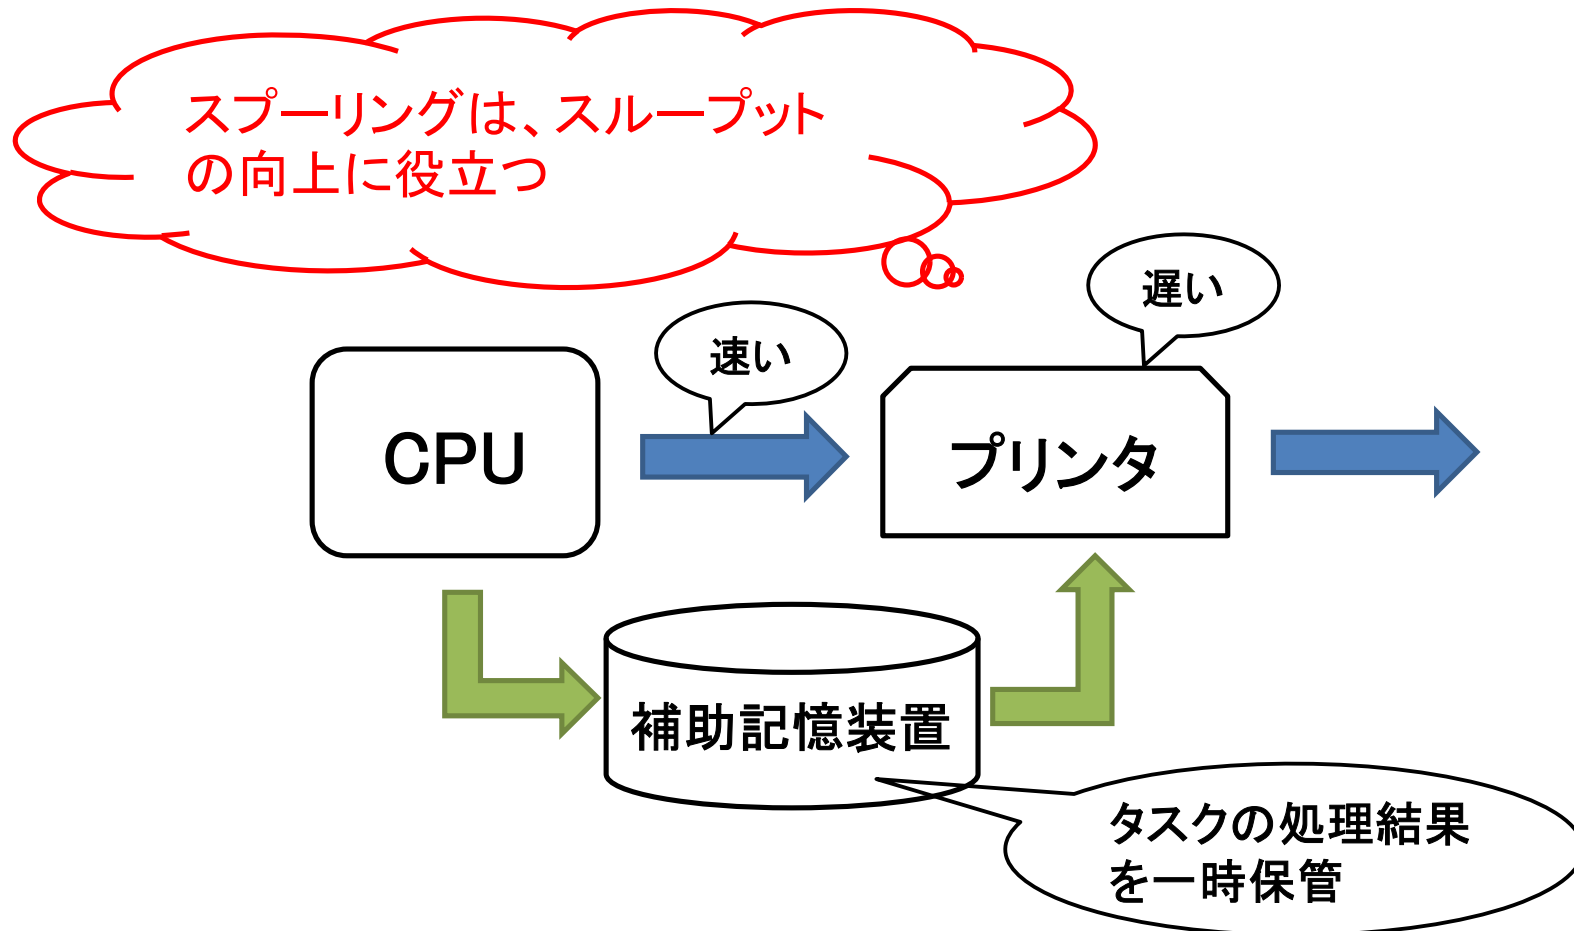 スプーリングは、スループット
の向上に役立つ
遅い
速い
CPU
プリンタ
補助記憶装置
タスクの処理結果
を一時保管